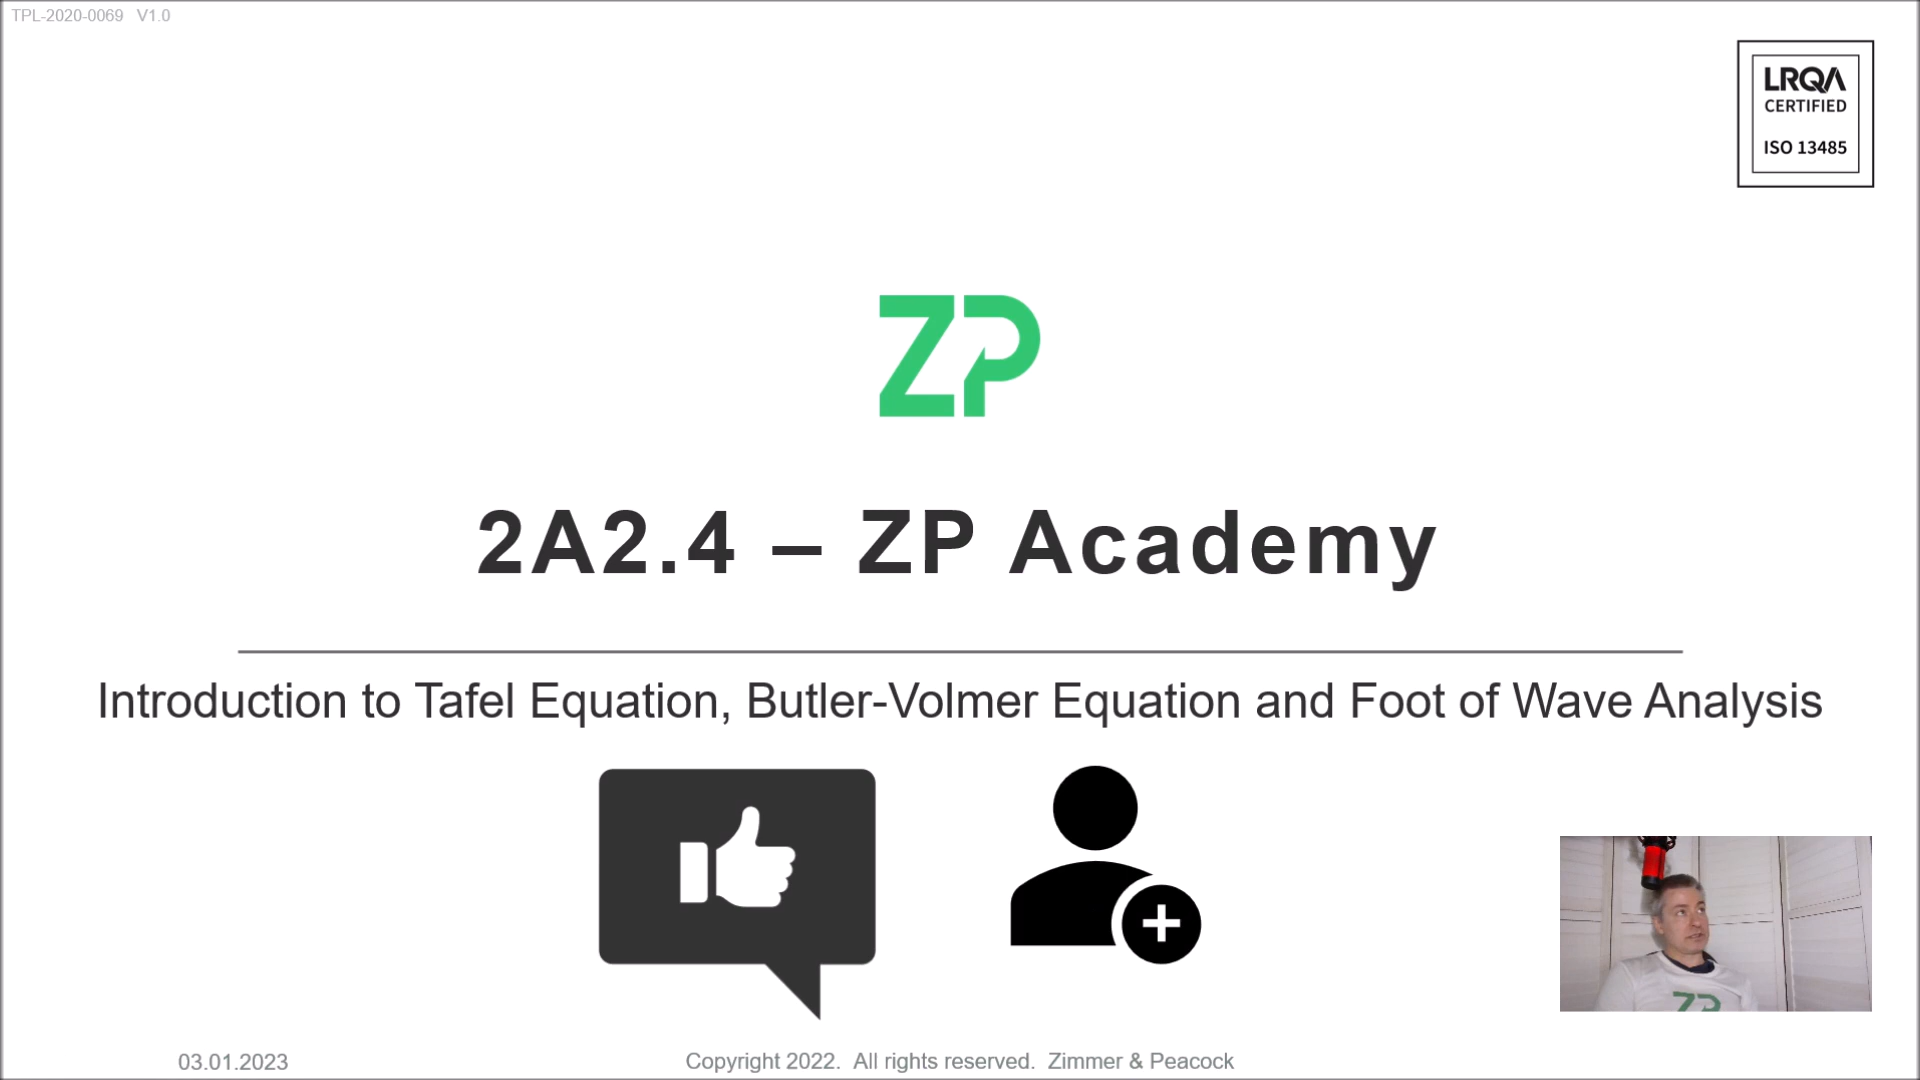 TPL-2020-0069 V1.0
LRQA
CERTIFIED
ISO 13485
ZP
2A2.4 – ZP Academy
Introduction to Tafel Equation, Butler-Volmer Equation and Foot of Wave Analysis
ZP
03.01.2023
Copyright 2022. All rights reserved. Zimmer & Peacock